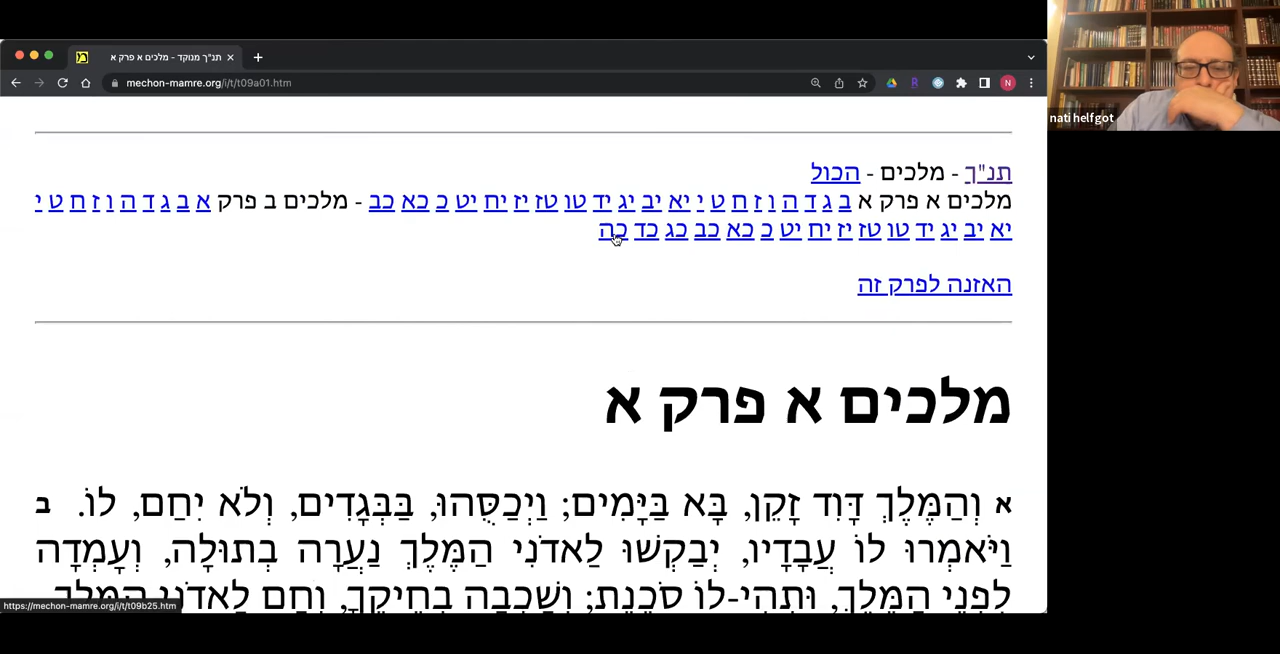 תנ"ך מנוקד - מלכים א פרק א
mechon-mamre.org/i/t/t09a01.htm
N
nati helfgot
תנ"ך - מלכים - הכול
מלכים א פרק א ב ג ד ה ו ז ח ט י יא יב יג יד טו טז יז יח יט כ כא כב - מלכים ב פרק א ב ג ד ה ו ז ח ט י
יא יב יג יד טו טז יז יח יט כ כא כב כג כד כה
האזנה לפרק זה
מלכים א פרק א
א וְהַמֶּלֶךְ דָּוִד זָקֵן, בָּא בַּיָּמִים; וַיְכַסֻּהוּ, בַּבְּגָדִים, וְלֹא יִחַם, לוֹ. ב
וַיֹּאמְרוּ לוֹ עֲבָדָיו, יְבַקְשׁוּ לַאדֹנִי הַמֶּלֶךְ נַעֲרָה בְתוּלָה, וְעָמְדָה
לִפְנֵי הַמֶּלֶךְ, וּתְהִי-לוֹ סֹכֶנֶת; וְשָׁכְבָה בְחֵיקֶךָ, וְחַם לַאדֹנִי הַמֶּלֶךְ.
https://mechon-mamre.org/i/t/t09b25.htm